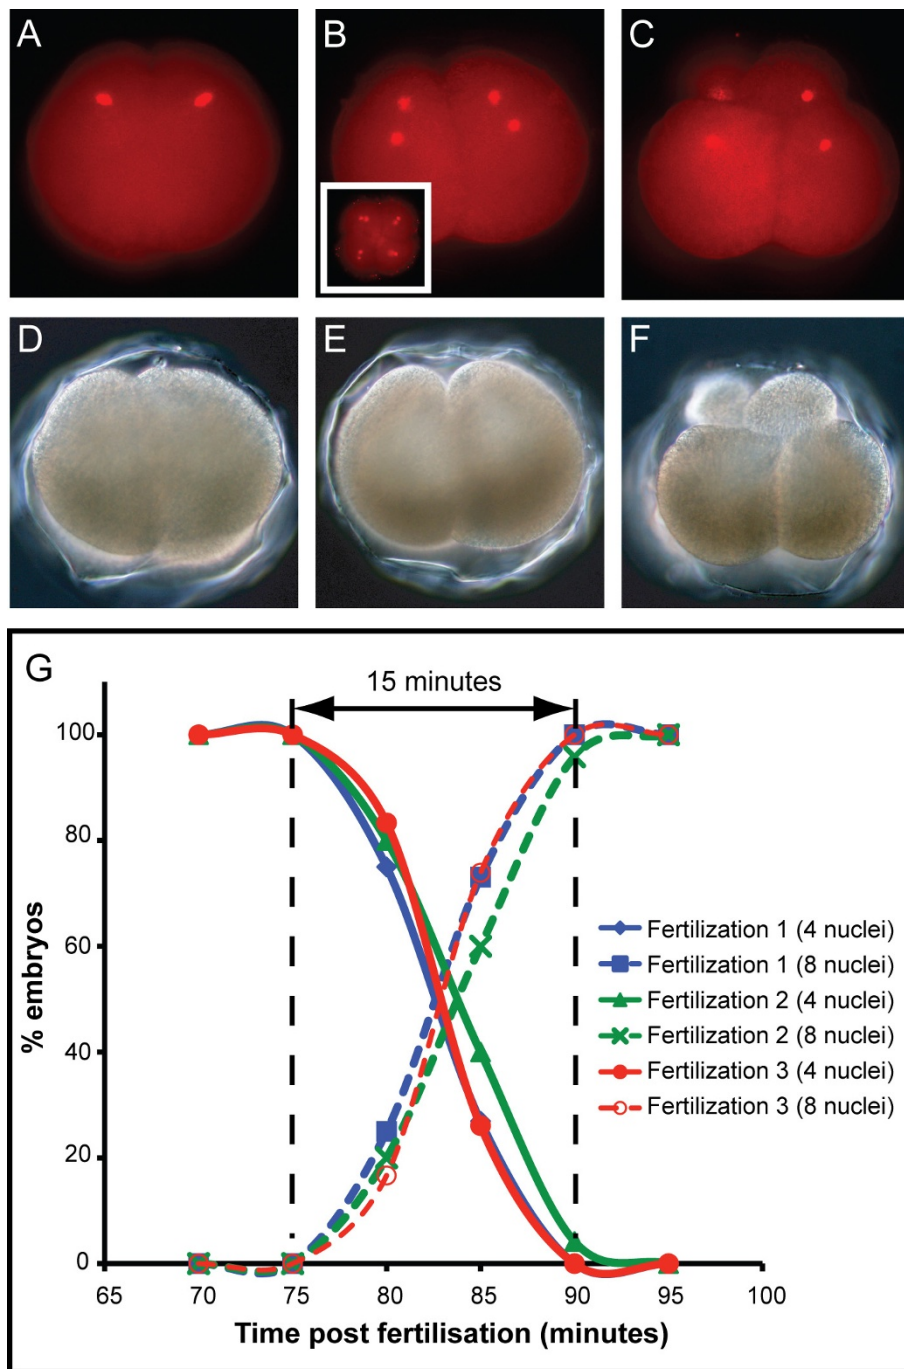 A
B
C
D
E
F
G
15 minutes
100
80
60
40
20
0
% embryos
65 70 75 80 85 90 95 100
Time post fertilisation (minutes)
Fertilization 1 (4 nuclei)
Fertilization 1 (8 nuclei)
Fertilization 2 (4 nuclei)
Fertilization 2 (8 nuclei)
Fertilization 3 (4 nuclei)
Fertilization 3 (8 nuclei)